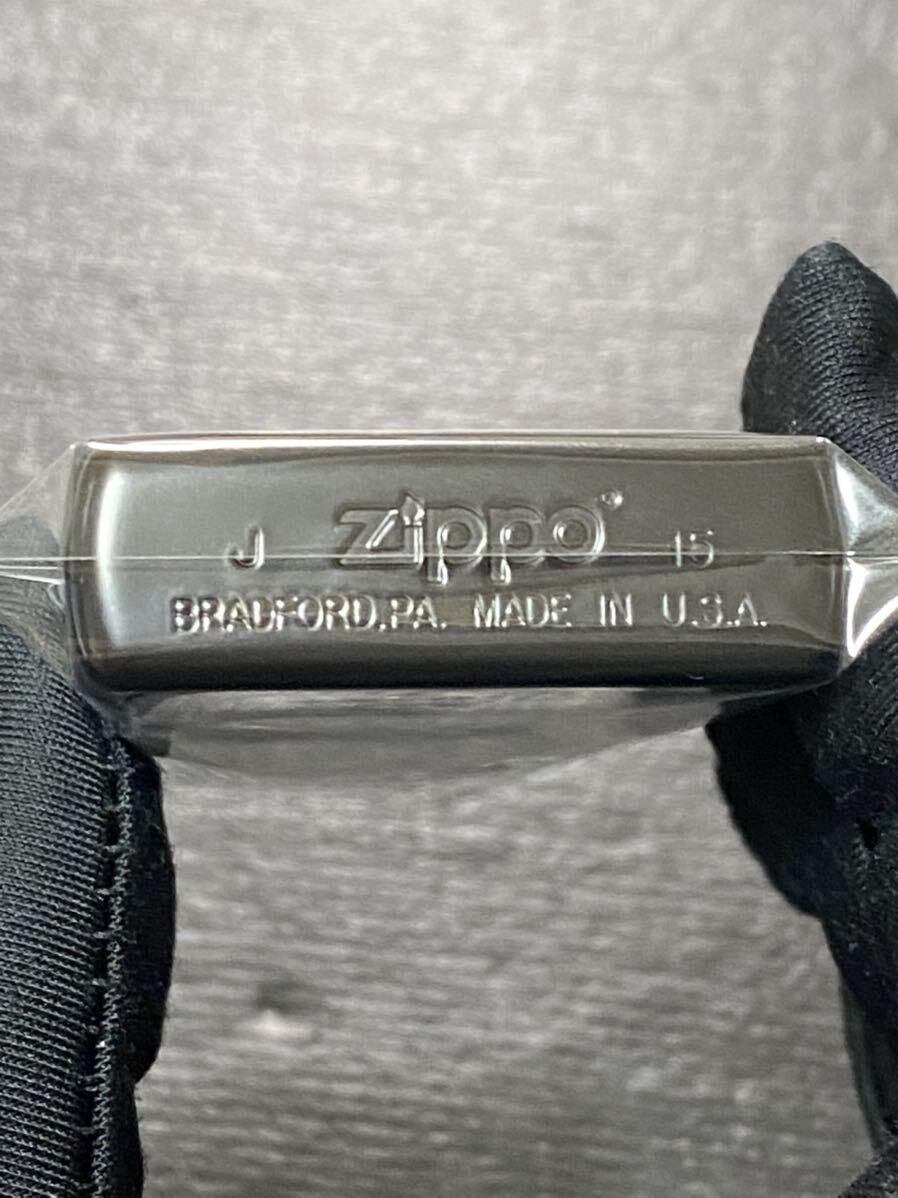 J Zippo® 15
BRADFORD,PA. MADE IN U.S.A.